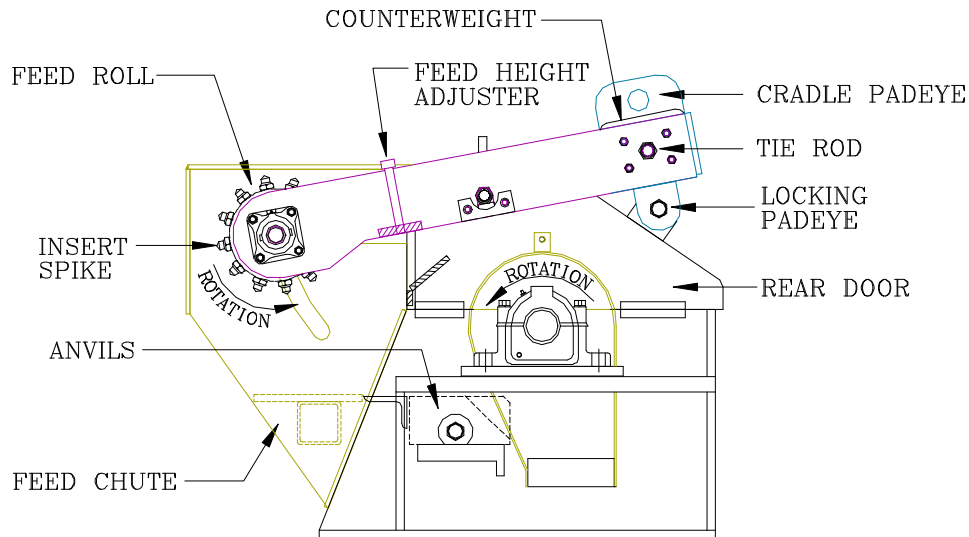 COUNTERWEIGHT
FEED ROLL
FEED HEIGHT
ADJUSTER
CRADLE PADEYE
TIE ROD
LOCKING
PADEYE
INSERT
SPIKE
ROTATION
ROTATION
REAR DOOR
ANVILS
FEED CHUTE